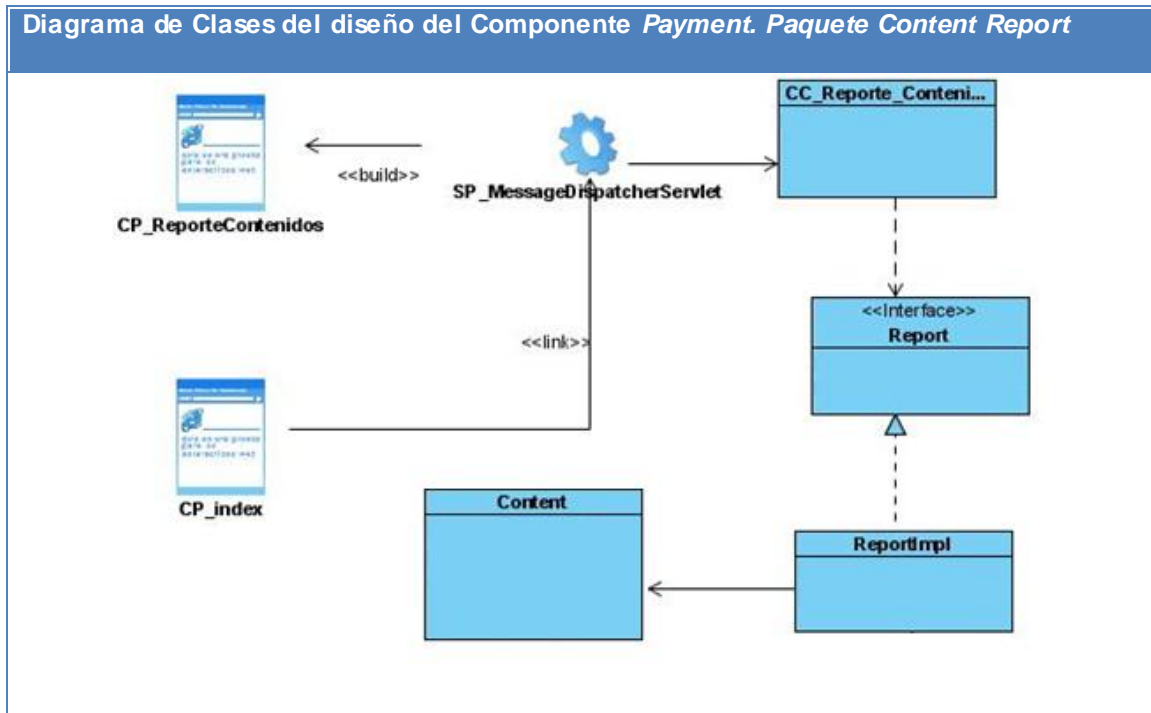 Diagrama de Clases del diseño del Componente Payment. Paquete Content Report
CC_Reporte_Conteni...
<<build>>
SP_MessageDispatcherServlet
CP_ReporteContenidos
<<Interface>>
Report
<<link>>
CP_index
Content
ReportImpl